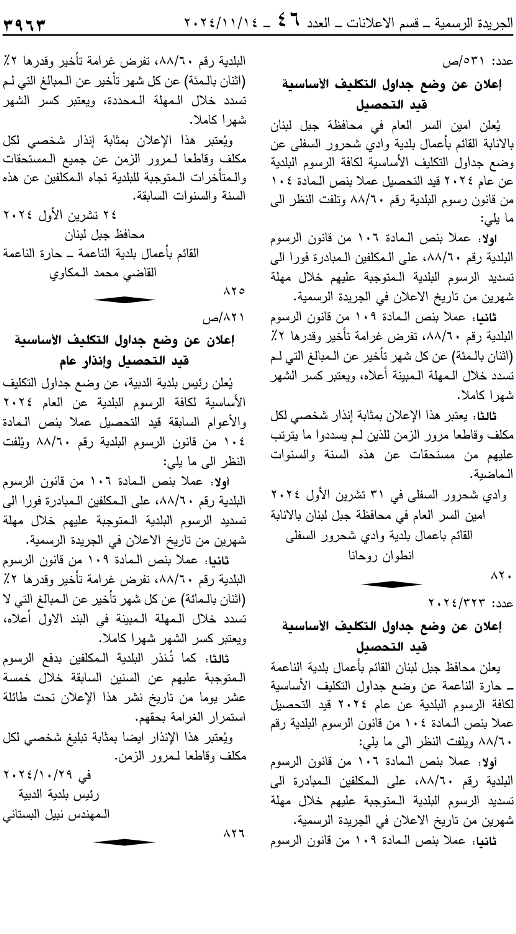 الجريدة الرسمية ــ قسم الاعلانات ــ العدد ٤٦ ــ ٢٠٢٤/١١/١٤
٣٩٦٣
عدد: ٥٣١/ص
إعلان عن وضع جداول التكليف الأساسية
قيد التحصيل
يُعلن امين السر العام في محافظة جبل لبنان
بالانابة القائم بأعمال بلدية وادي شحرور السفلى عن
وضع جداول التكليف الأساسية لكافة الرسوم البلدية
عن عام ٢٠٢٤ قيد التحصيل عملا بنص المادة ١٠٤
من قانون رسوم البلدية رقم ٨٨/٦٠ وتلفت النظر الى
ما يلي:
اولا: عملا بنص المادة ١٠٦ من قانون الرسوم
البلدية رقم ٨٨/٦٠، على المكلفين المبادرة فورا الى
تسديد الرسوم البلدية المتوجبة عليهم خلال مهلة
شهرين من تاريخ الاعلان في الجريدة الرسمية.
ثانيا: عملا بنص المادة ١٠٩ من قانون الرسوم
البلدية رقم ٨٨/٦٠، تفرض غرامة تأخير وقدرها ٢٪
(اثنان بالمئة) عن كل شهر تأخير عن المبالغ التي لم
تسدد خلال المهلة المبينة أعلاه، ويعتبر كسر الشهر
شهرا كاملا.
ثالثا: يعتبر هذا الإعلان بمثابة إنذار شخصي لكل
مكلف وقاطعا مرور الزمن للذين لم يسددوا ما يترتب
عليهم من مستحقات عن هذه السنة والسنوات
الماضية.
وادي شحرور السفلى في ٣١ تشرين الأول ٢٠٢٤
امين السر العام في محافظة جبل لبنان بالانابة
القائم باعمال بلدية وادي شحرور السفلى
انطوان روحانا
٨٢٠
عدد: ٢٠٢٤/٣٢٣
إعلان عن وضع جداول التكليف الأساسية
قيد التحصيل
يعلن محافظ جبل لبنان القائم بأعمال بلدية الناعمة
ــ حارة الناعمة عن وضع جداول التكليف الأساسية
لكافة الرسوم البلدية عن عام ٢٠٢٤ قيد التحصيل
عملا بنص المادة ١٠٤ من قانون الرسوم البلدية رقم
٨٨/٦٠ ويلفت النظر الى ما يلي:
اولا: عملا بنص المادة ١٠٦ من قانون الرسوم
البلدية رقم ٨٨/٦٠، على المكلفين المبادرة الى
تسديد الرسوم البلدية المتوجبة عليهم خلال مهلة
شهرين من تاريخ الاعلان في الجريدة الرسمية.
ثانيا: عملا بنص المادة ١٠٩ من قانون الرسوم
البلدية رقم ٨٨/٦٠، تفرض غرامة تأخير وقدرها ٢٪
(اثنان بالمئة) عن كل شهر تأخير عن المبالغ التي لم
تسدد خلال المهلة المحددة، ويعتبر كسر الشهر
شهرا كاملا.
ويُعتبر هذا الإعلان بمثابة إنذار شخصي لكل
مكلف وقاطعا لمرور الزمن عن جميع المستحقات
والمتأخرات المتوجبة للبلدية تجاه المكلفين عن هذه
السنة والسنوات السابقة.
٢٤ تشرين الأول ٢٠٢٤
محافظ جبل لبنان
القائم بأعمال بلدية الناعمة ــ حارة الناعمة
القاضي محمد المكاوي
٨٢٥
٨٢١/ص
إعلان عن وضع جداول التكليف الأساسية
قيد التحصيل وإنذار عام
يُعلن رئيس بلدية الدبية، عن وضع جداول التكليف
الأساسية لكافة الرسوم البلدية عن العام ٢٠٢٤
والأعوام السابقة قيد التحصيل عملا بنص المادة
١٠٤ من قانون الرسوم البلدية رقم ٨٨/٦٠ ويُلفت
النظر الى ما يلي:
اولا: عملا بنص المادة ١٠٦ من قانون الرسوم
البلدية رقم ٨٨/٦٠، على المكلفين المبادرة فورا الى
تسديد الرسوم البلدية المتوجبة عليهم خلال مهلة
شهرين من تاريخ الاعلان في الجريدة الرسمية.
ثانيا: عملا بنص المادة ١٠٩ من قانون الرسوم
البلدية رقم ٨٨/٦٠، تفرض غرامة تأخير وقدرها ٢٪
(اثنان بالمائة) عن كل شهر تأخير عن المبالغ التي لا
تسدد خلال المهلة المبينة في البند الاول أعلاه،
ويعتبر كسر الشهر شهرا كاملا.
ثالثا: كما تُنذر البلدية المكلفين بدفع الرسوم
المتوجبة عليهم عن السنين السابقة خلال خمسة
عشر يوما من تاريخ نشر هذا الإعلان تحت طائلة
استمرار الغرامة بحقهم.
ويُعتبر هذا الإنذار ايضا بمثابة تبليغ شخصي لكل
مكلف وقاطعا لمرور الزمن.
في ٢٠٢٤/١٠/٢٩
رئيس بلدية الدبية
المهندس نبيل البستاني
٨٢٦